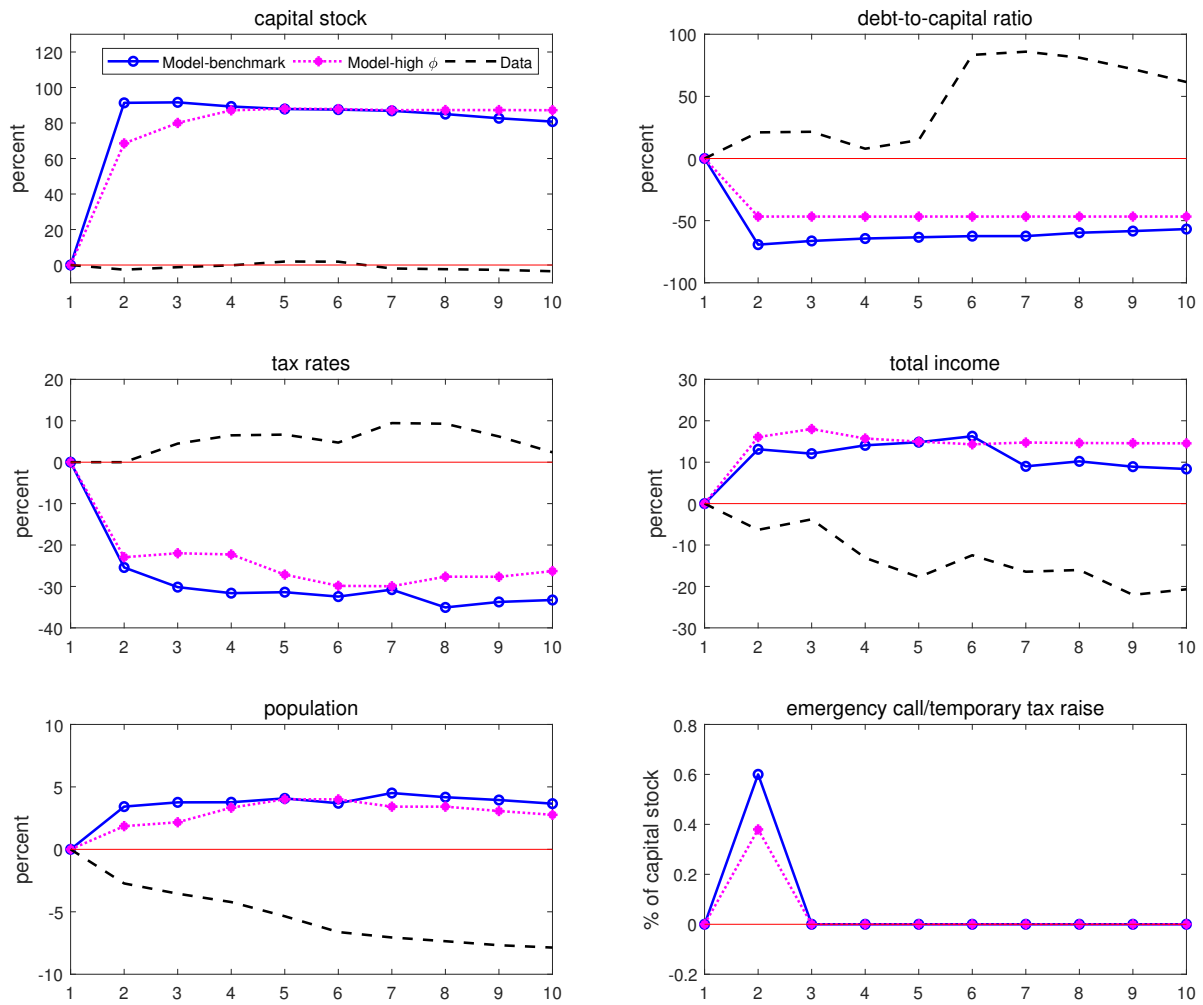 capital stock
120
100
80
60
40
20
0
percent
Model-benchmark Model-high ϕ Data
1 2 3 4 5 6 7 8 9 10
debt-to-capital ratio
100
50
0
-50
-100
percent
1 2 3 4 5 6 7 8 9 10
tax rates
20
10
0
-10
-20
-30
-40
percent
1 2 3 4 5 6 7 8 9 10
total income
30
20
10
0
-10
-20
-30
percent
1 2 3 4 5 6 7 8 9 10
population
10
5
0
-5
-10
percent
1 2 3 4 5 6 7 8 9 10
emergency call/temporary tax raise
0.8
0.6
0.4
0.2
0
-0.2
% of capital stock
1 2 3 4 5 6 7 8 9 10